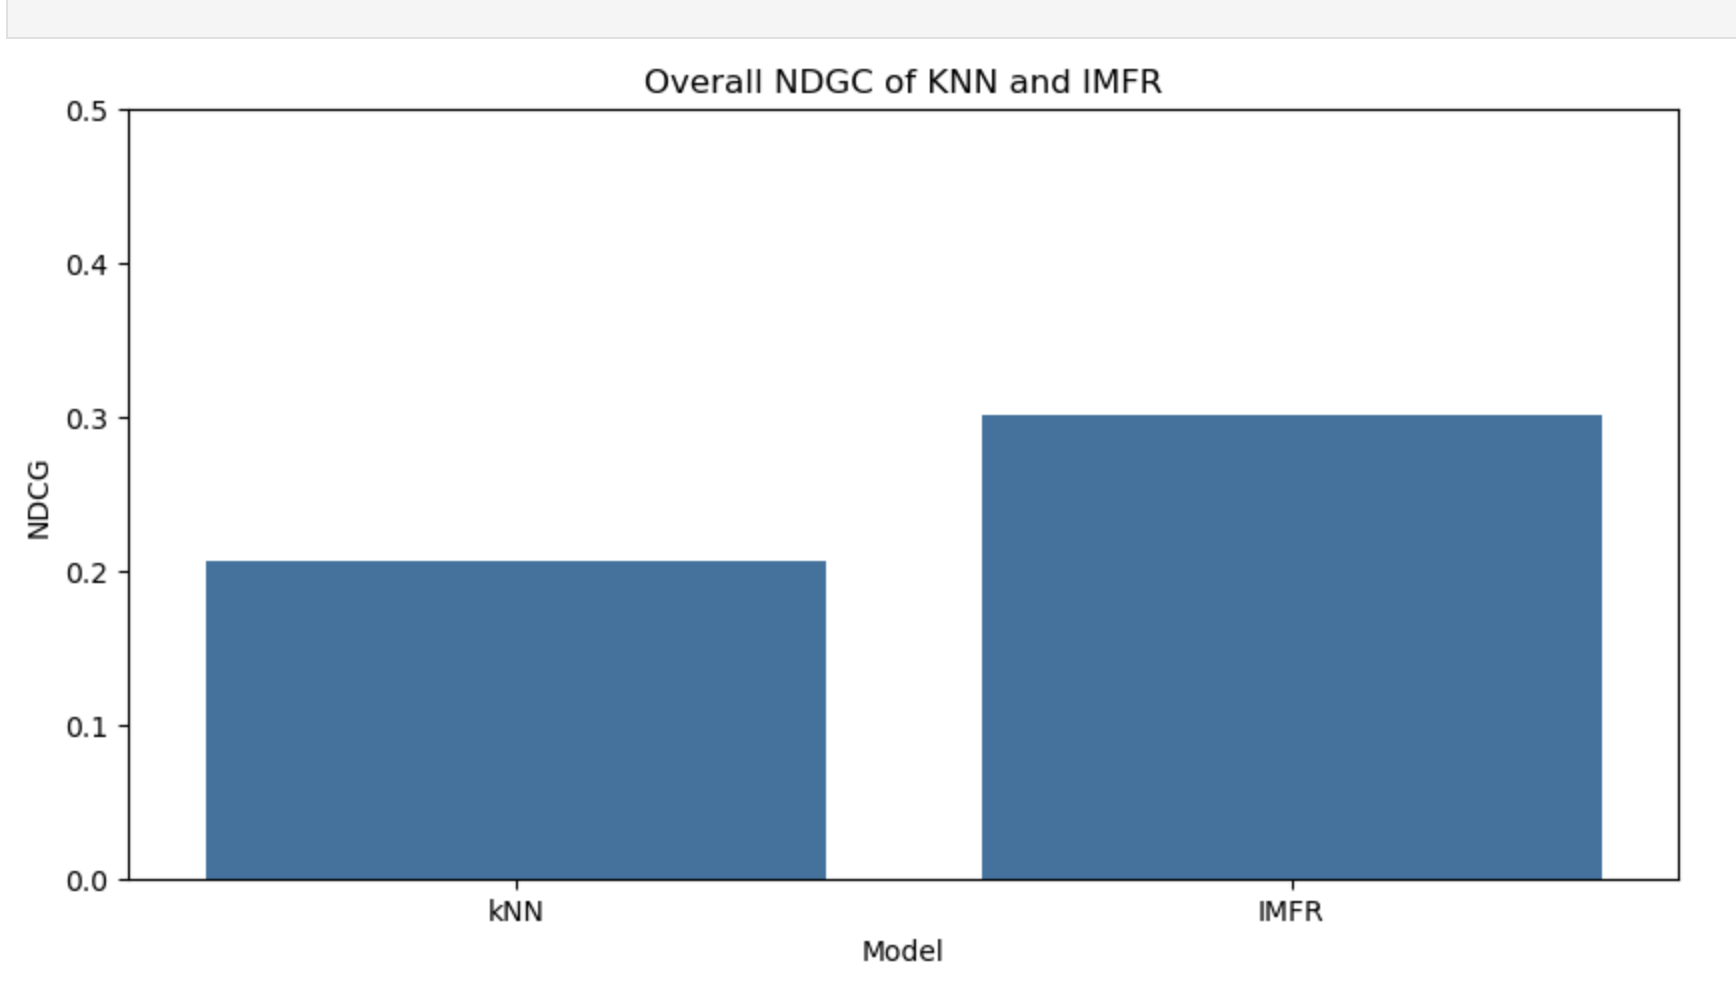 Overall NDGC of KNN and IMFR
0.5
0.4
0.3
0.2
0.1
0.0
NDCG
kNN
IMFR
Model